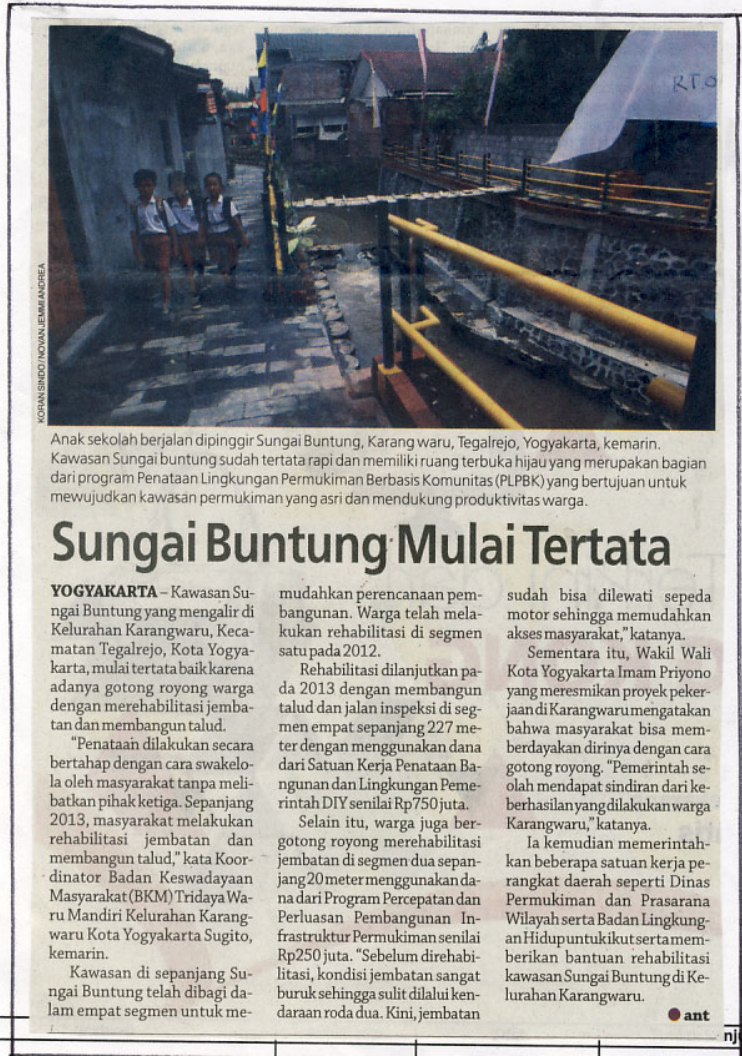 RT.0
KORAN SINDO/NOVAN JEMMI ANDREA
Anak sekolah berjalan dipinggir Sungai Buntung, Karang waru, Tegalrejo, Yogyakarta, kemarin.
Kawasan Sungai buntung sudah tertata rapi dan memiliki ruang terbuka hijau yang merupakan bagian
dari program Penataan Lingkungan Permukiman Berbasis Komunitas (PLPBK) yang bertujuan untuk
mewujudkan kawasan permukiman yang asri dan mendukung produktivitas warga.
Sungai Buntung Mulai Tertata
YOGYAKARTA – Kawasan Su-
ngai Buntung yang mengalir di
Kelurahan Karangwaru, Keca-
matan Tegalrejo, Kota Yogya-
karta, mulai tertata baik karena
adanya gotong royong warga
dengan merehabilitasi jemba-
tan dan membangun talud.
"Penataan dilakukan secara
bertahap dengan cara swakelo-
la oleh masyarakat tanpa meli-
batkan pihak ketiga. Sepanjang
2013, masyarakat melakukan
rehabilitasi jembatan dan
membangun talud," kata Koor-
dinator Badan Keswadayaan
Masyarakat (BKM) Tridaya Wa-
ru Mandiri Kelurahan Karang-
waru Kota Yogyakarta Sugito,
kemarin.
Kawasan di sepanjang Su-
ngai Buntung telah dibagi da-
lam empat segmen untuk me-
mudahkan perencanaan pem-
bangunan. Warga telah mela-
kukan rehabilitasi di segmen
satu pada 2012.
Rehabilitasi dilanjutkan pa-
da 2013 dengan membangun
talud dan jalan inspeksi di seg-
men empat sepanjang 227 me-
ter dengan menggunakan dana
dari Satuan Kerja Penataan Ba-
ngunan dan Lingkungan Peme-
rintah DIY senilai Rp750 juta.
Selain itu, warga juga ber-
gotong royong merehabilitasi
jembatan di segmen dua sepan-
jang 20 meter menggunakan da-
na dari Program Percepatan dan
Perluasan Pembangunan In-
frastruktur Permukiman senilai
Rp250 juta. "Sebelum direhabi-
litasi, kondisi jembatan sangat
buruk sehingga sulit dilalui ken-
daraan roda dua. Kini, jembatan
sudah bisa dilewati sepeda
motor sehingga memudahkan
akses masyarakat," katanya.
Sementara itu, Wakil Wali
Kota Yogyakarta Imam Priyono
yang meresmikan proyek peker-
jaan di Karangwaru mengatakan
bahwa masyarakat bisa mem-
berdayakan dirinya dengan cara
gotong royong. "Pemerintah se-
olah mendapat sindiran dari ke-
berhasilan yang dilakukan warga
Karangwaru," katanya.
Ia kemudian memerintah-
kan beberapa satuan kerja pe-
rangkat daerah seperti Dinas
Permukiman dan Prasarana
Wilayah serta Badan Lingkung-
an Hidup untuk ikut serta mem-
berikan bantuan rehabilitasi
kawasan Sungai Buntung di Ke-
lurahan Karangwaru.
ant